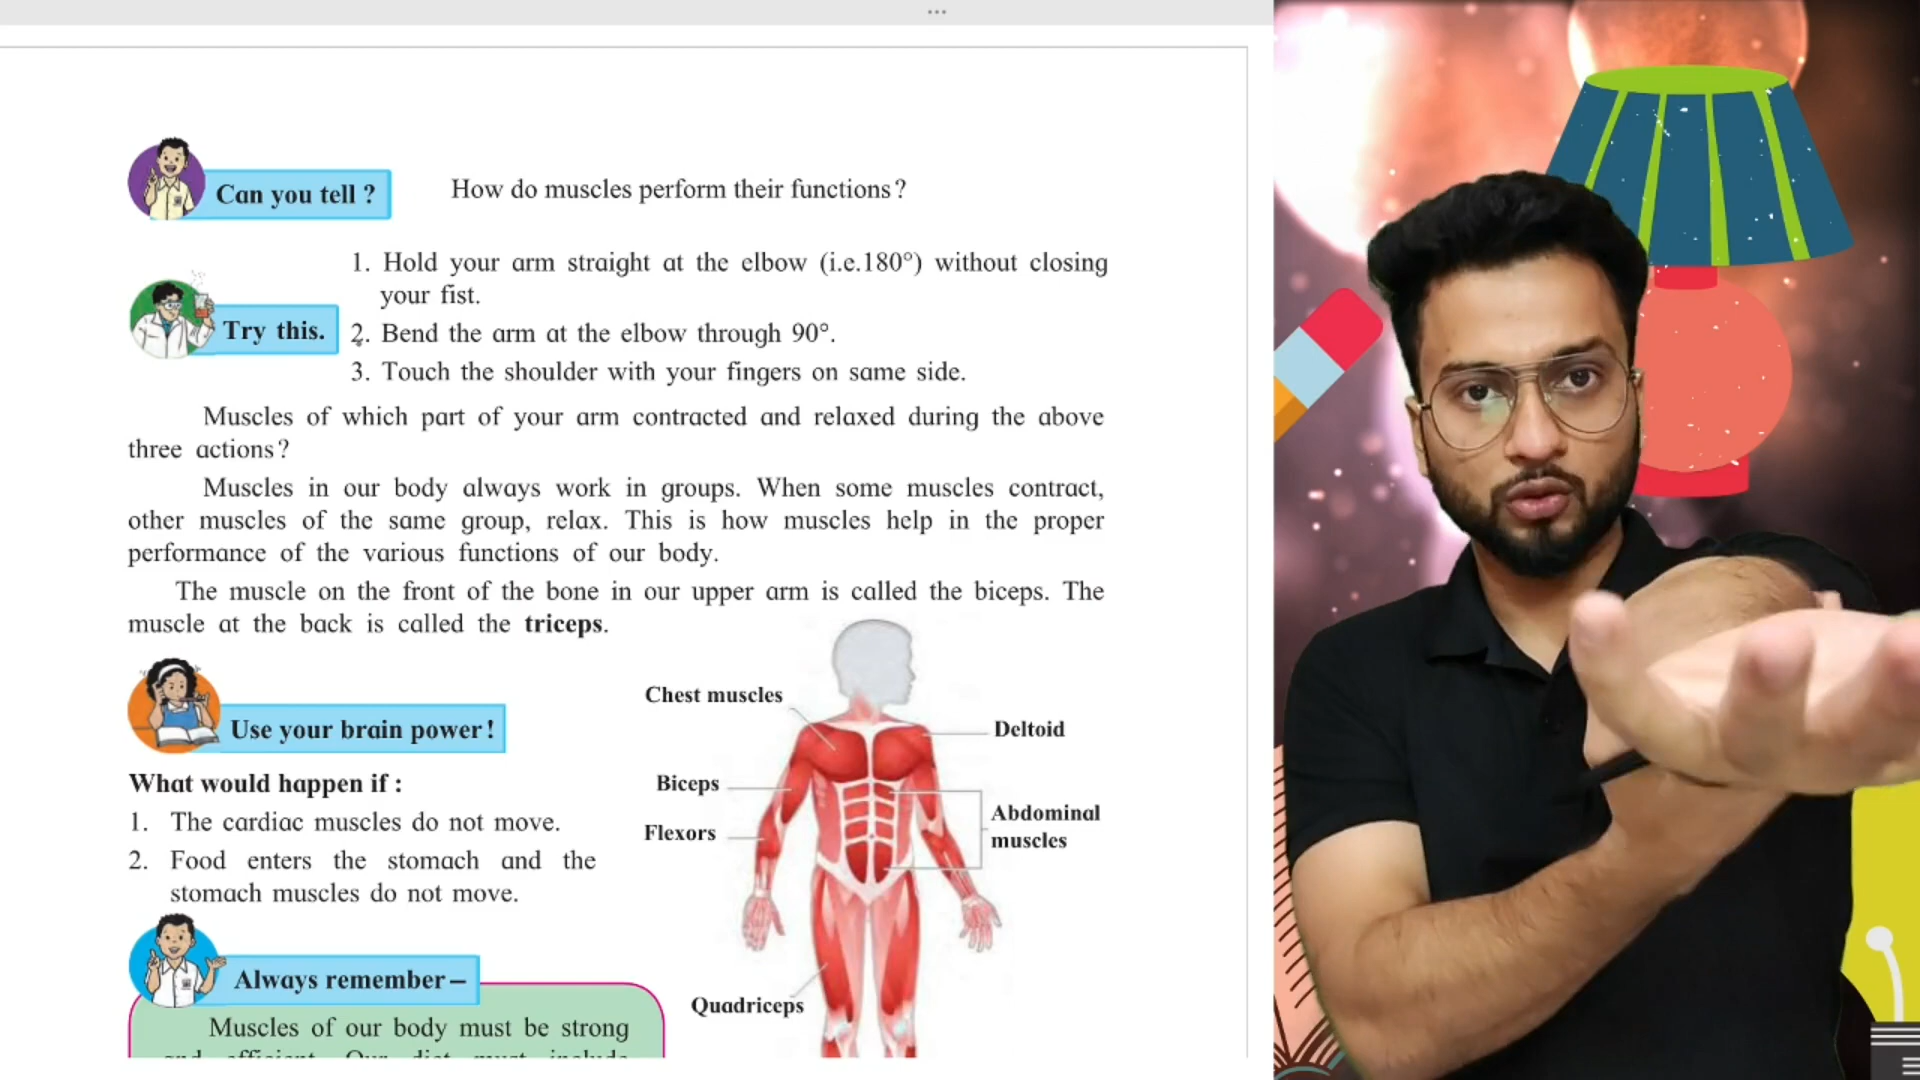 Can you tell ?
How do muscles perform their functions ?
Try this.
1. Hold your arm straight at the elbow (i.e.180°) without closing
your fist.
2. Bend the arm at the elbow through 90°.
3. Touch the shoulder with your fingers on same side.
Muscles of which part of your arm contracted and relaxed during the above
three actions ?
Muscles in our body always work in groups. When some muscles contract,
other muscles of the same group, relax. This is how muscles help in the proper
performance of the various functions of our body.
The muscle on the front of the bone in our upper arm is called the biceps. The
muscle at the back is called the triceps.
Use your brain power !
What would happen if :
1. The cardiac muscles do not move.
2. Food enters the stomach and the
stomach muscles do not move.
Chest muscles
Deltoid
Biceps
Flexors
Abdominal
muscles
Quadriceps
Always remember –
Muscles of our body must be strong
and efficient. Our diet must include